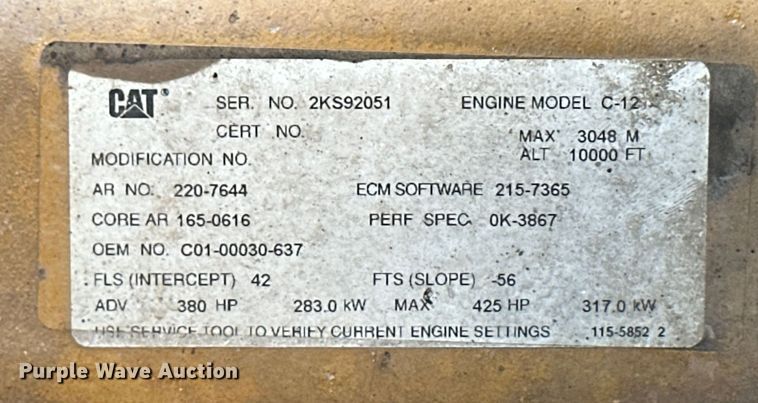 CAT® SER. NO. 2KS92051 ENGINE MODEL C-12
CERT NO.
MAX 3048 M
MODIFICATION NO. ALT 10000 FT
AR NO. 220-7644 ECM SOFTWARE 215-7365
CORE AR 165-0616 PERF SPEC 0K-3867
OEM NO. C01-00030-637
FLS (INTERCEPT) 42 FTS (SLOPE) -56
ADV 380 HP 283.0 kW MAX 425 HP 317.0 kW
USE SERVICE TOOL TO VERIFY CURRENT ENGINE SETTINGS 115-5852 2
Purple Wave Auction